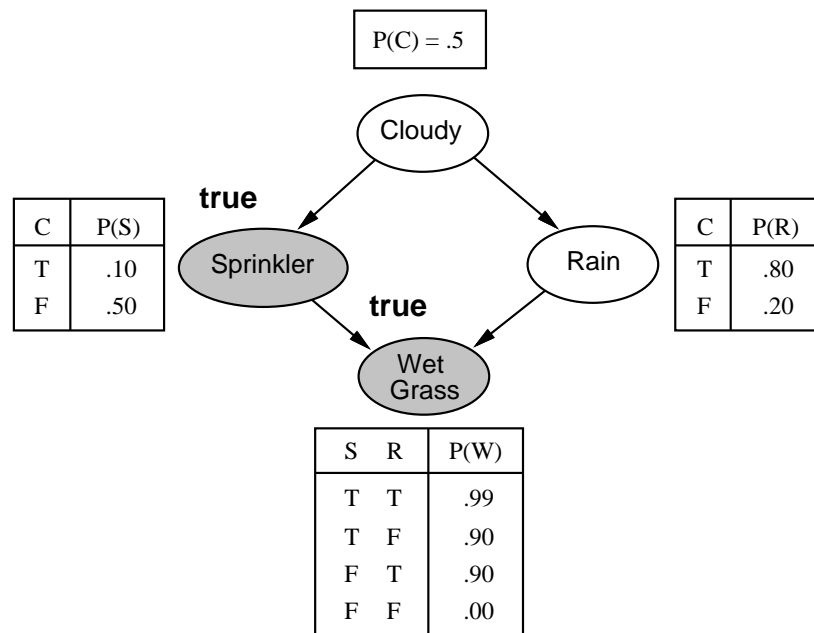 P(C) = .5
Cloudy
true
C P(S)
T .10
F .50
Sprinkler
Rain
C P(R)
T .80
F .20
true
Wet
Grass
S R P(W)
T T .99
T F .90
F T .90
F F .00